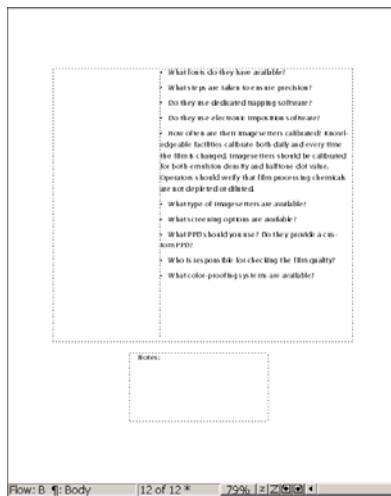 • What fonts do they have available?
• What steps are taken to ensure precision?
• Do they use dedicated trapping software?
• Do they use electronic imposition software?
• How often are their imagesetters calibrated? Knowl-
edgeable facilities calibrate both daily and every time
the film is changed. Imagesetters should be calibrated
for both emulsion density and halftone dot value.
Operators should verify that film processing chemicals
are not depleted or diluted.
• What type of imagesetters are available?
• What screening options are available?
• What PPD should you use? Do they provide a cus-
tom PPD?
• Who is responsible for checking the film quality?
• What color-proofing systems are available?
Notes:
Flow: B ¶: Body 12 of 12 * 79% z Z